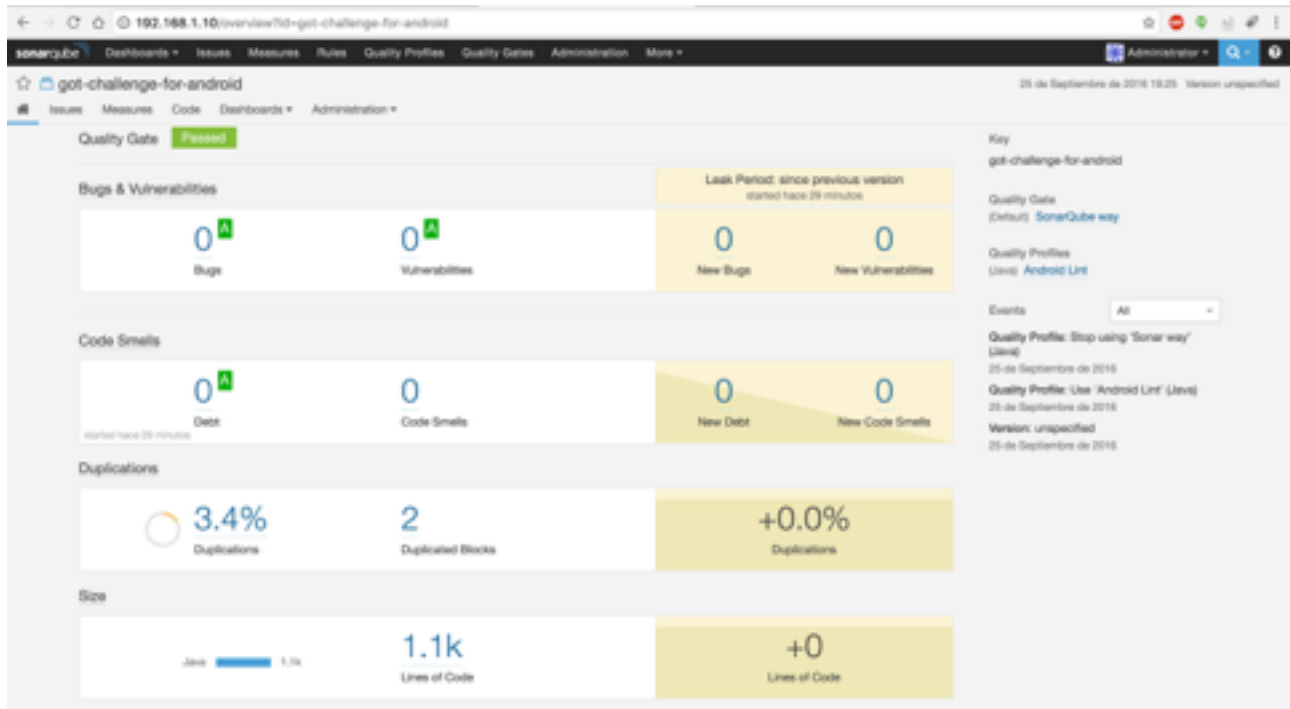 192.168.1.10/overview?id=got-challenge-for-android
sonarqube Dashboards Issues Measures Rules Quality Profiles Quality Gates Administration More Administrator
got-challenge-for-android
25 de Septiembre de 2016 19:25 Version unspecified
Issues Measures Code Dashboards Administration
Quality Gate Passed
Bugs & Vulnerabilities
Leak Period: since previous version
started hace 29 minutos
0 A
Bugs
0 A
Vulnerabilities
0
New Bugs
0
New Vulnerabilities
Code Smells
0 A
Debt
started hace 29 minutos
0
Code Smells
0
New Debt
0
New Code Smells
Duplications
3.4%
Duplications
2
Duplicated Blocks
+0.0%
Duplications
Size
Java 1.1k
1.1k
Lines of Code
+0
Lines of Code
Key
got-challenge-for-android
Quality Gate
(Default) SonarQube way
Quality Profiles
(Java) Android Lint
Events All
Quality Profile: Stop using 'Sonar way'
(Java)
25 de Septiembre de 2016
Quality Profile: Use 'Android Lint' (Java)
25 de Septiembre de 2016
Version: unspecified
25 de Septiembre de 2016